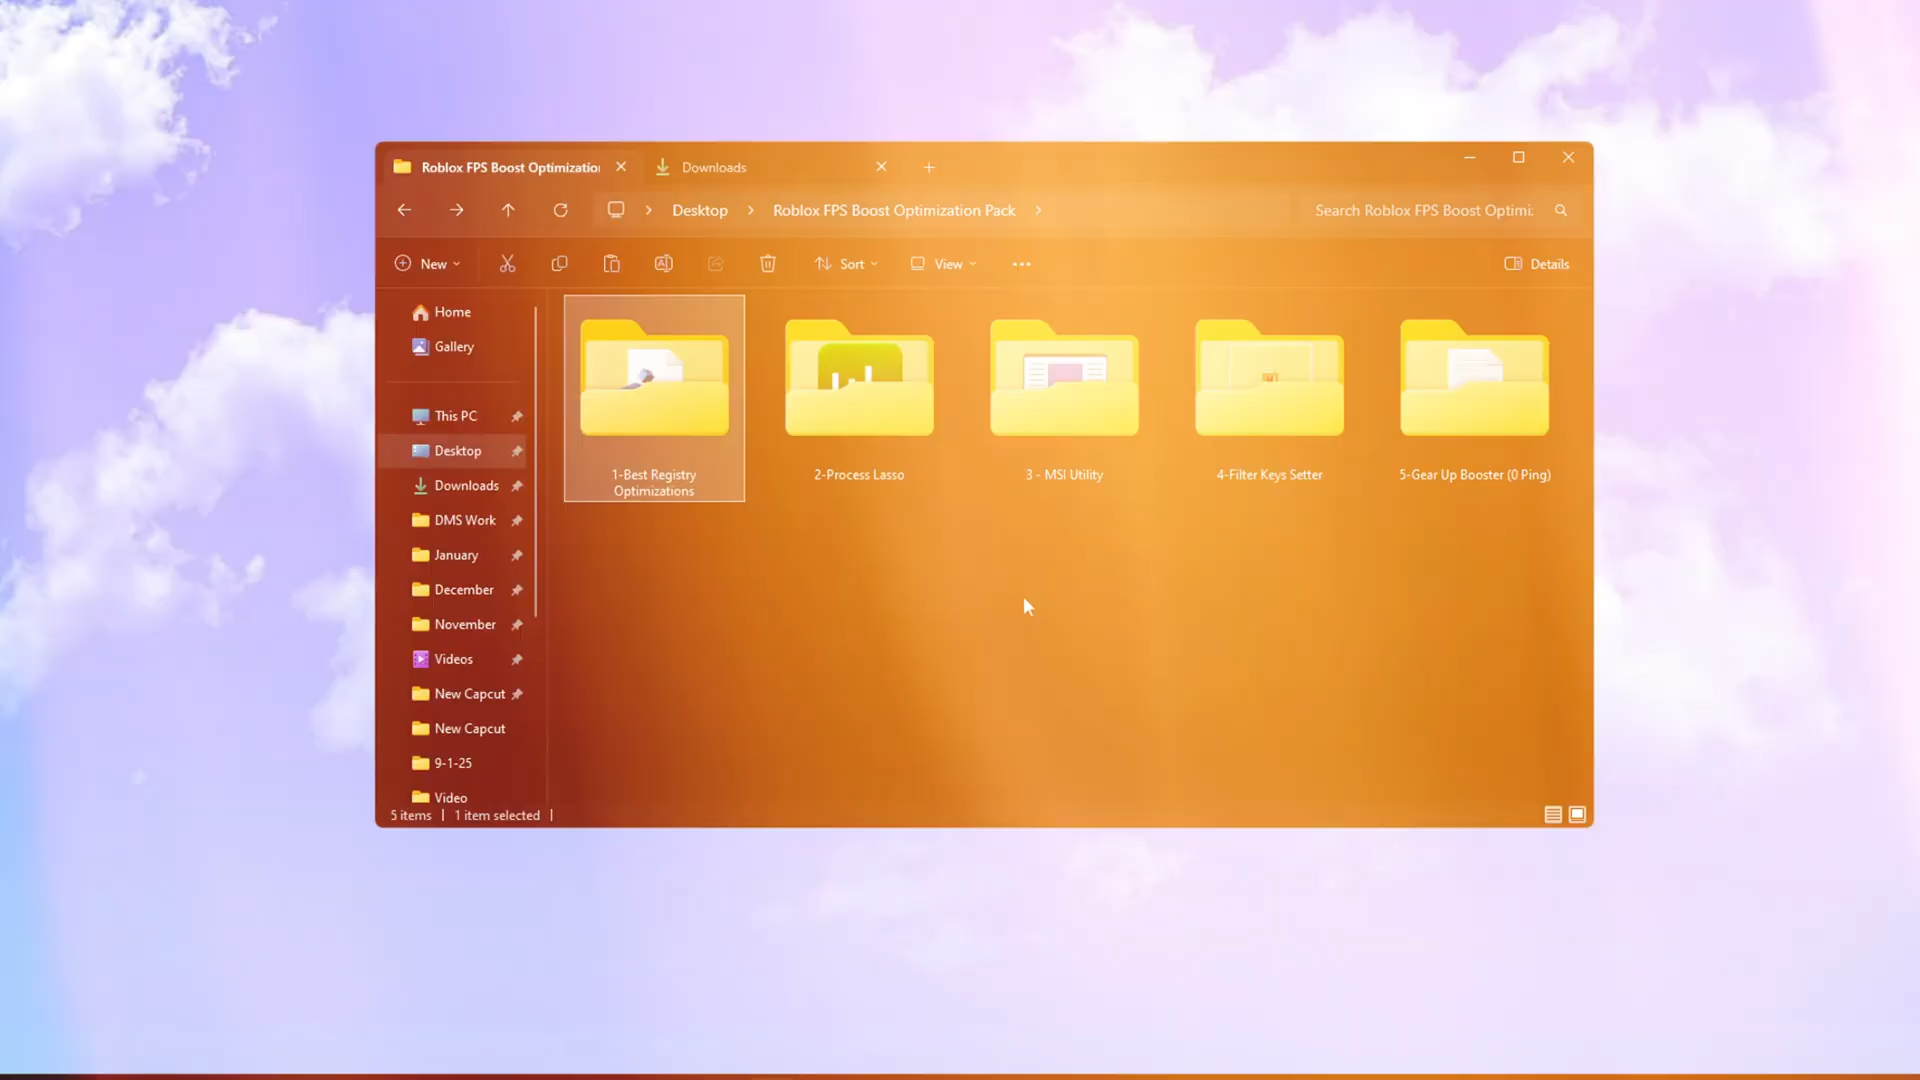 Roblox FPS Boost Optimizatio
Downloads
Desktop
Roblox FPS Boost Optimization Pack
Search Roblox FPS Boost Optimi:
New
Sort
View
Details
Home
Gallery
This PC
Desktop
Downloads
DMS Work
January
December
November
Videos
New Capcut
New Capcut
9-1-25
Video
1-Best Registry
Optimizations
2-Process Lasso
3 - MSI Utility
4-Filter Keys Setter
5-Gear Up Booster (0 Ping)
5 items
1 item selected